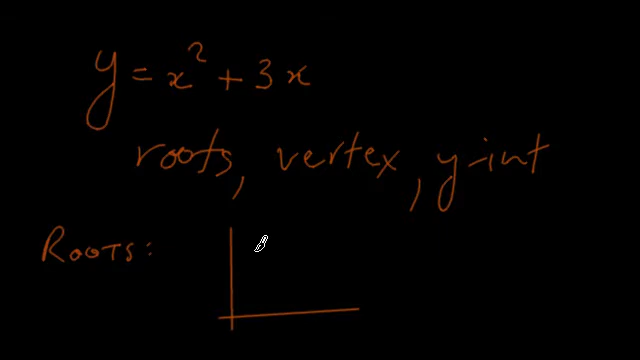 y = x² + 3x
roots, vertex, y-int
ROOTS: